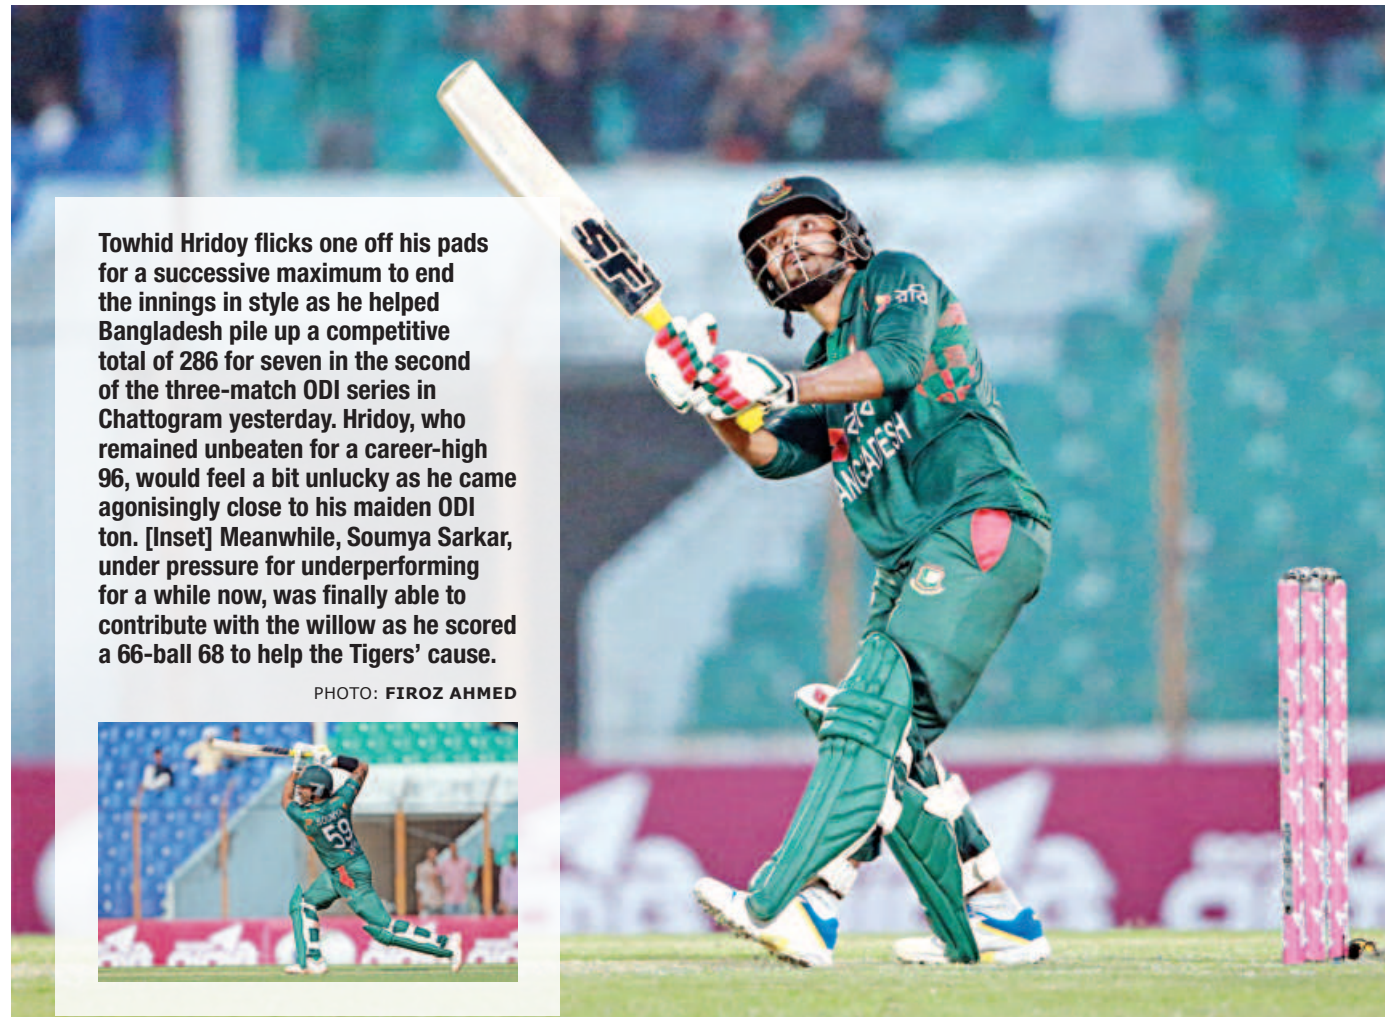 Towhid Hridoy flicks one off his pads
for a successive maximum to end
the innings in style as he helped
Bangladesh pile up a competitive
total of 286 for seven in the second
of the three-match ODI series in
Chattogram yesterday. Hridoy, who
remained unbeaten for a career-high
96, would feel a bit unlucky as he came
agonisingly close to his maiden ODI
ton. [Inset] Meanwhile, Soumya Sarkar,
under pressure for underperforming
for a while now, was finally able to
contribute with the willow as he scored
a 66-ball 68 to help the Tigers’ cause.
PHOTO: FIROZ AHMED
SF
রবি
SOUMYA
59